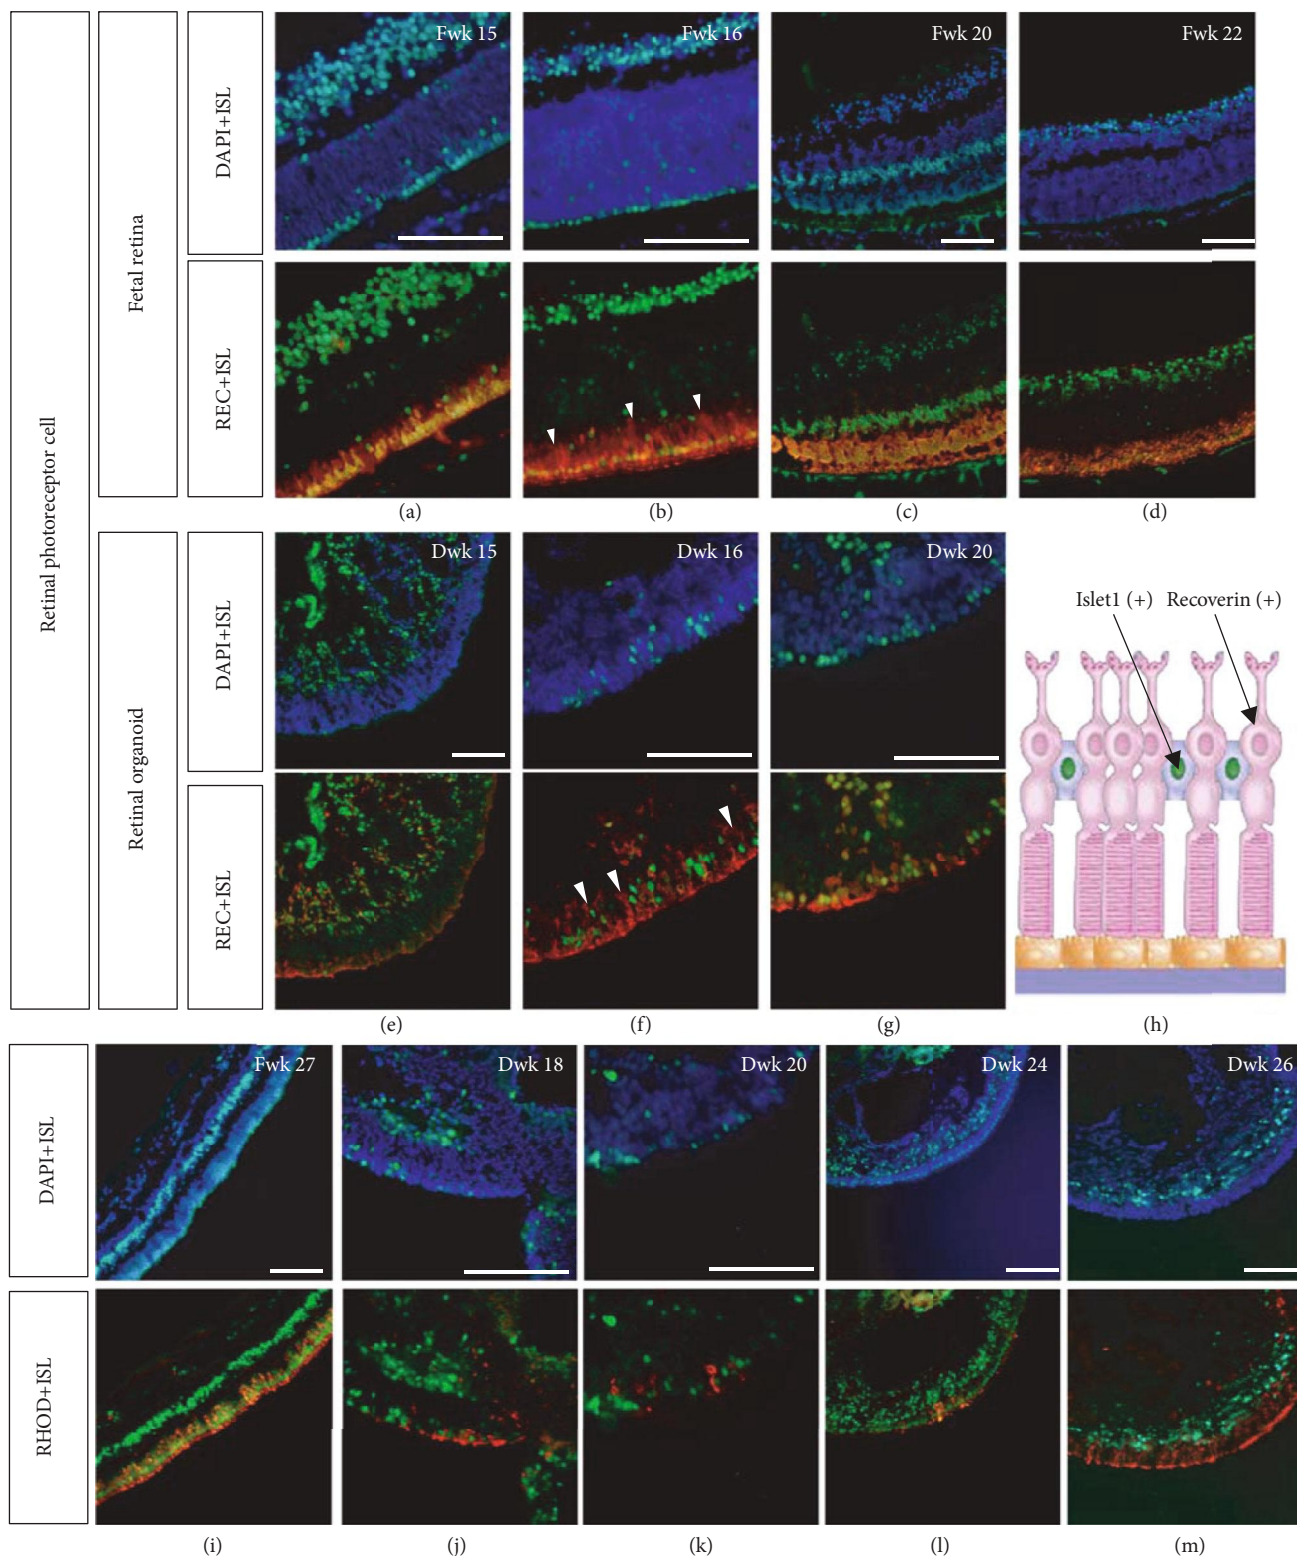 Retinal photoreceptor cell
Fetal retina
DAPI+ISL
Fwk 15
Fwk 16
Fwk 20
Fwk 22
REC+ISL
(a)
(b)
(c)
(d)
Retinal organoid
DAPI+ISL
Dwk 15
Dwk 16
Dwk 20
Islet1 (+)
Recoverin (+)
REC+ISL
(e)
(f)
(g)
(h)
DAPI+ISL
Fwk 27
Dwk 18
Dwk 20
Dwk 24
Dwk 26
RHOD+ISL
(i)
(j)
(k)
(l)
(m)